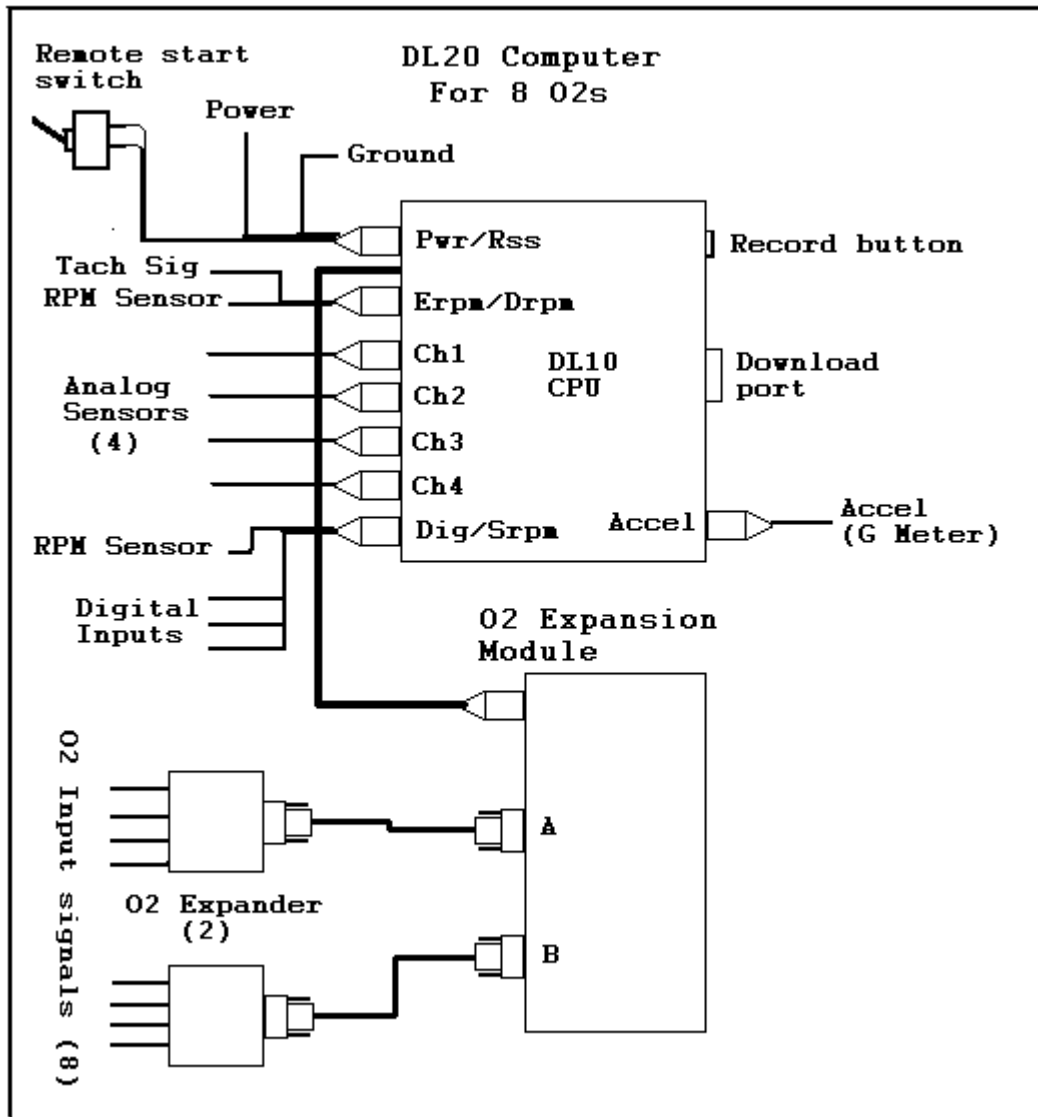 Remote start
switch
DL20 Computer
For 8 O2s
Power
Ground
Pwr/Rss
Record button
Tach Sig
RPM Sensor
Erpm/Drpm
Ch1
DL10
CPU
Download
port
Analog
Sensors
(4)
Ch2
Ch3
Ch4
RPM Sensor
Dig/Srpm
Accel
Accel
(G Meter)
Digital
Inputs
O2 Expansion
Module
O2 Input signals (8)
A
O2 Expander
(2)
B